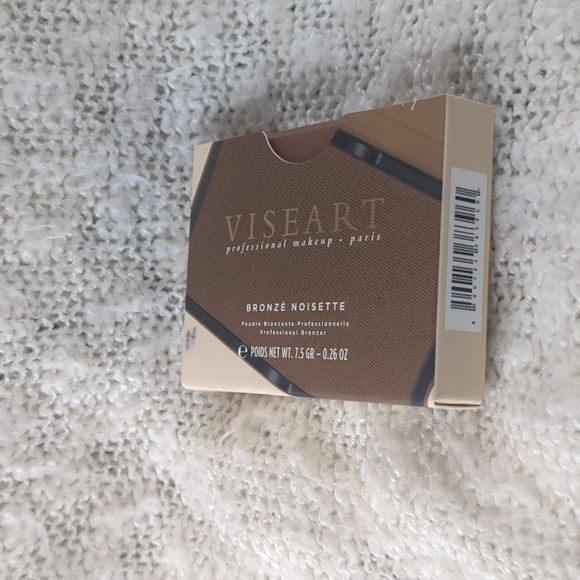 VISEART
professional makeup · paris
BRONZÉ NOISETTE
Poudre Bronzante Professionnelle
Professional Bronzer
℮ POIDS NET WT. 7.5 GR – 0.26 OZ